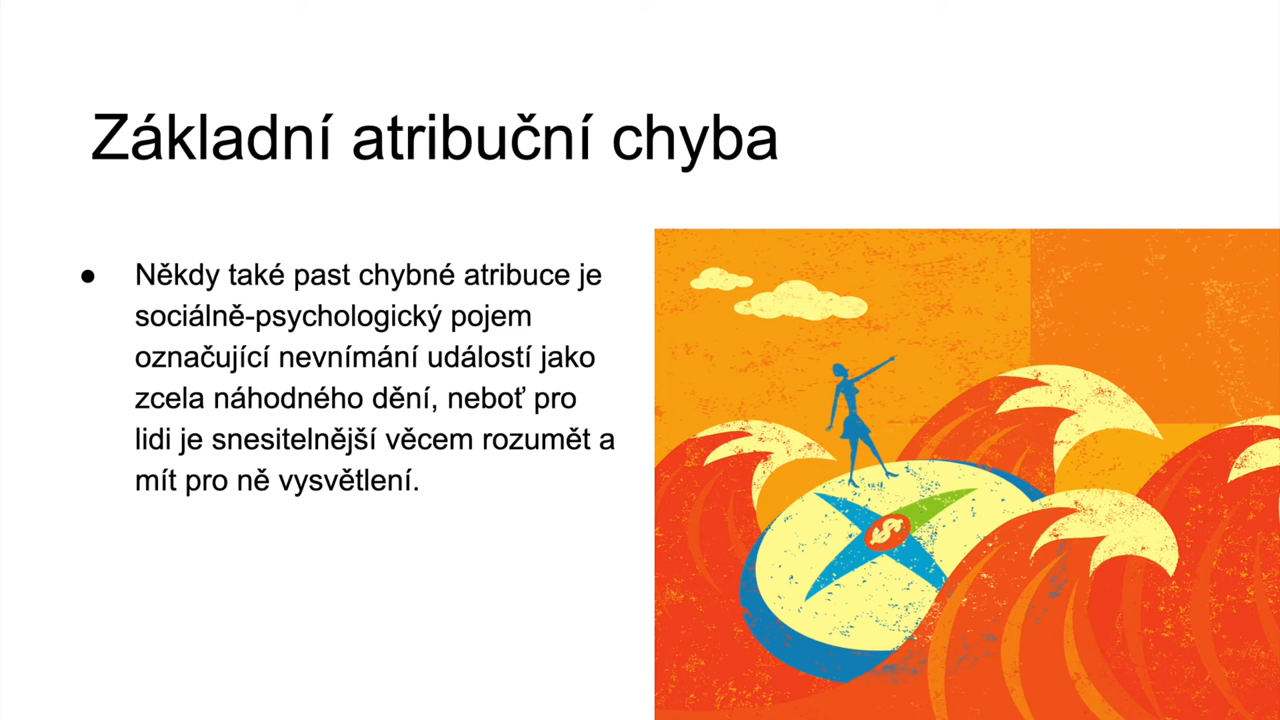 Základní atribuční chyba
● Někdy také past chybné atribuce je
sociálně-psychologický pojem
označující nevnímání událostí jako
zcela náhodného dění, neboť pro
lidi je snesitelnější věcem rozumět a
mít pro ně vysvětlení.
$